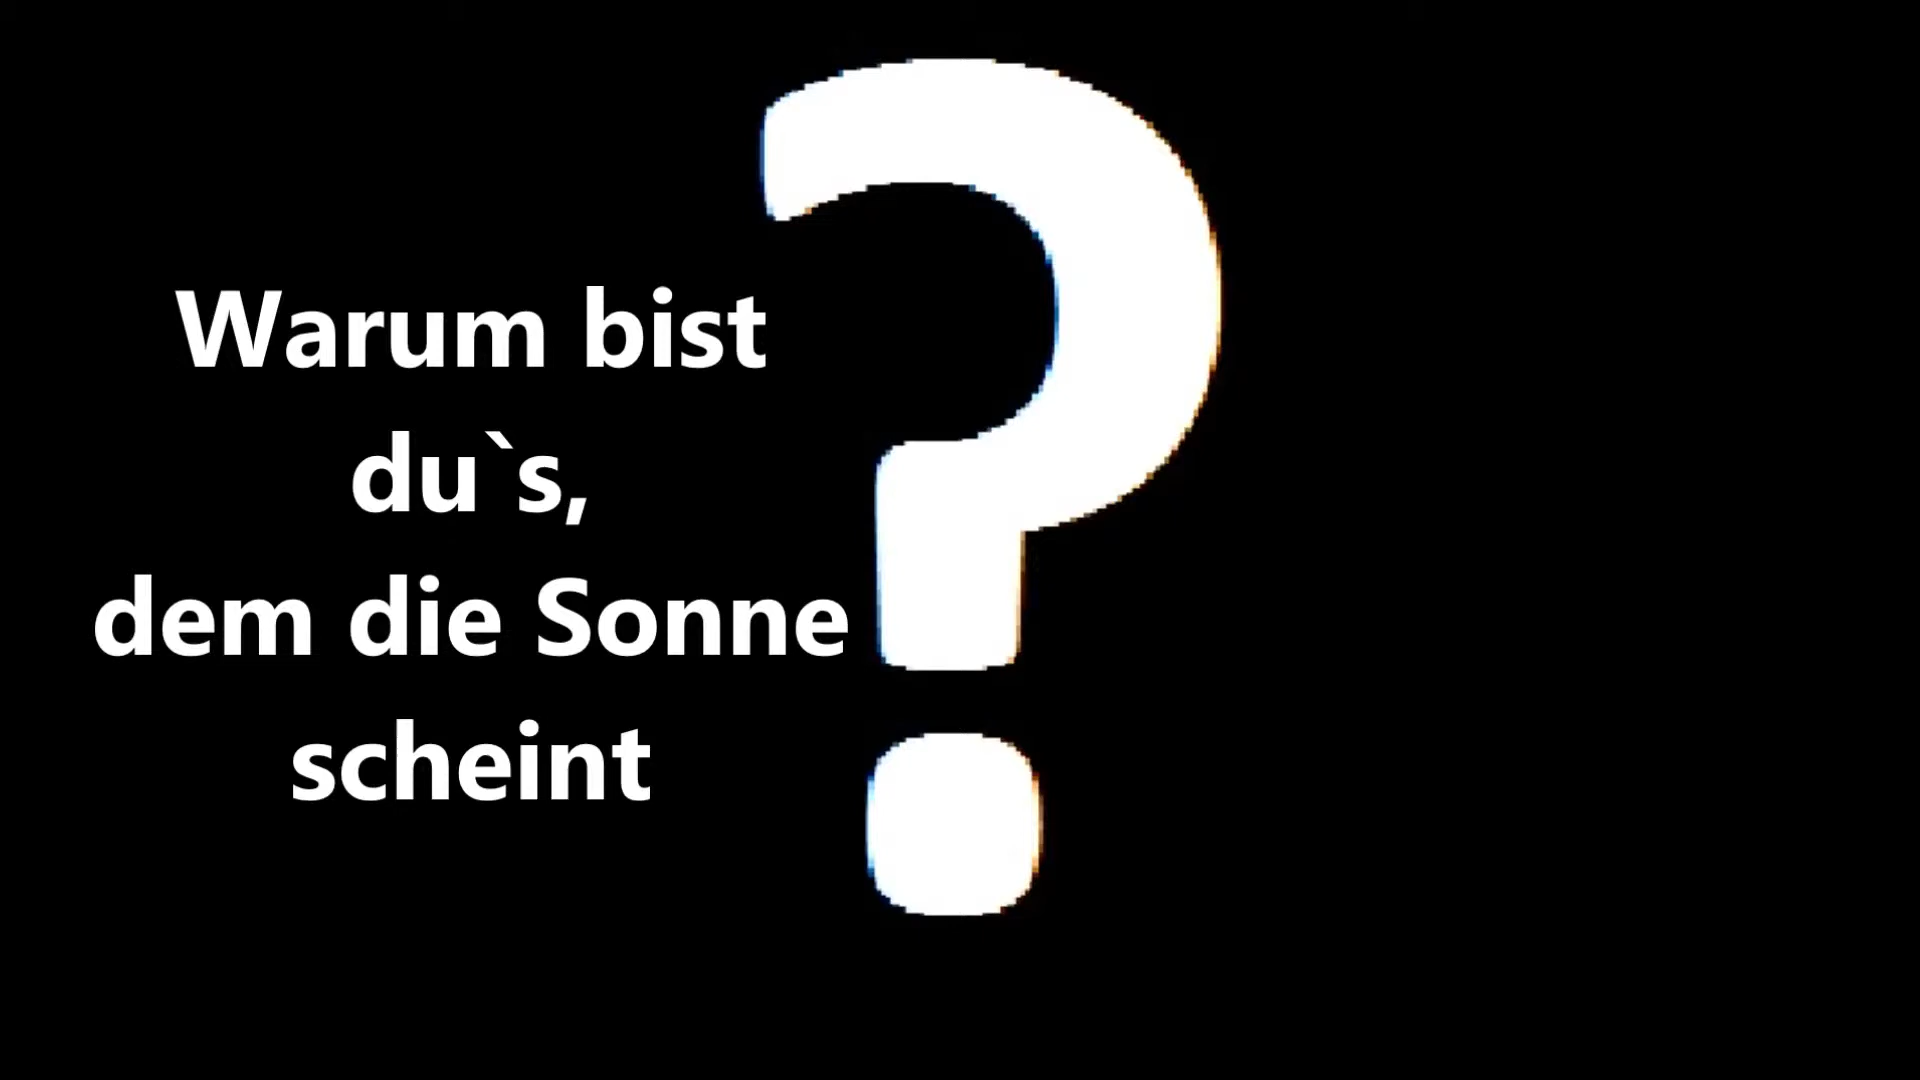 Warum bist
du`s,
dem die Sonne
scheint
?